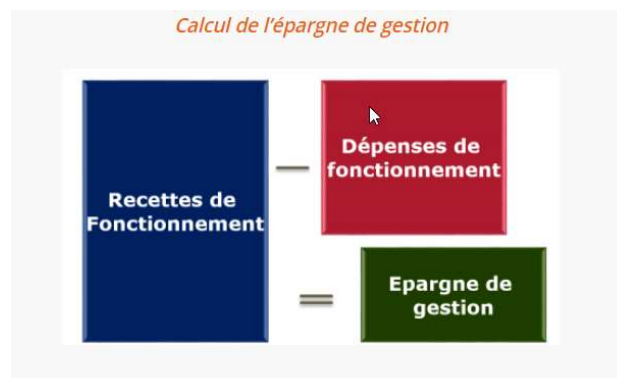 Calcul de l’épargne de gestion
Recettes de
Fonctionnement
Dépenses de
fonctionnement
Epargne de
gestion